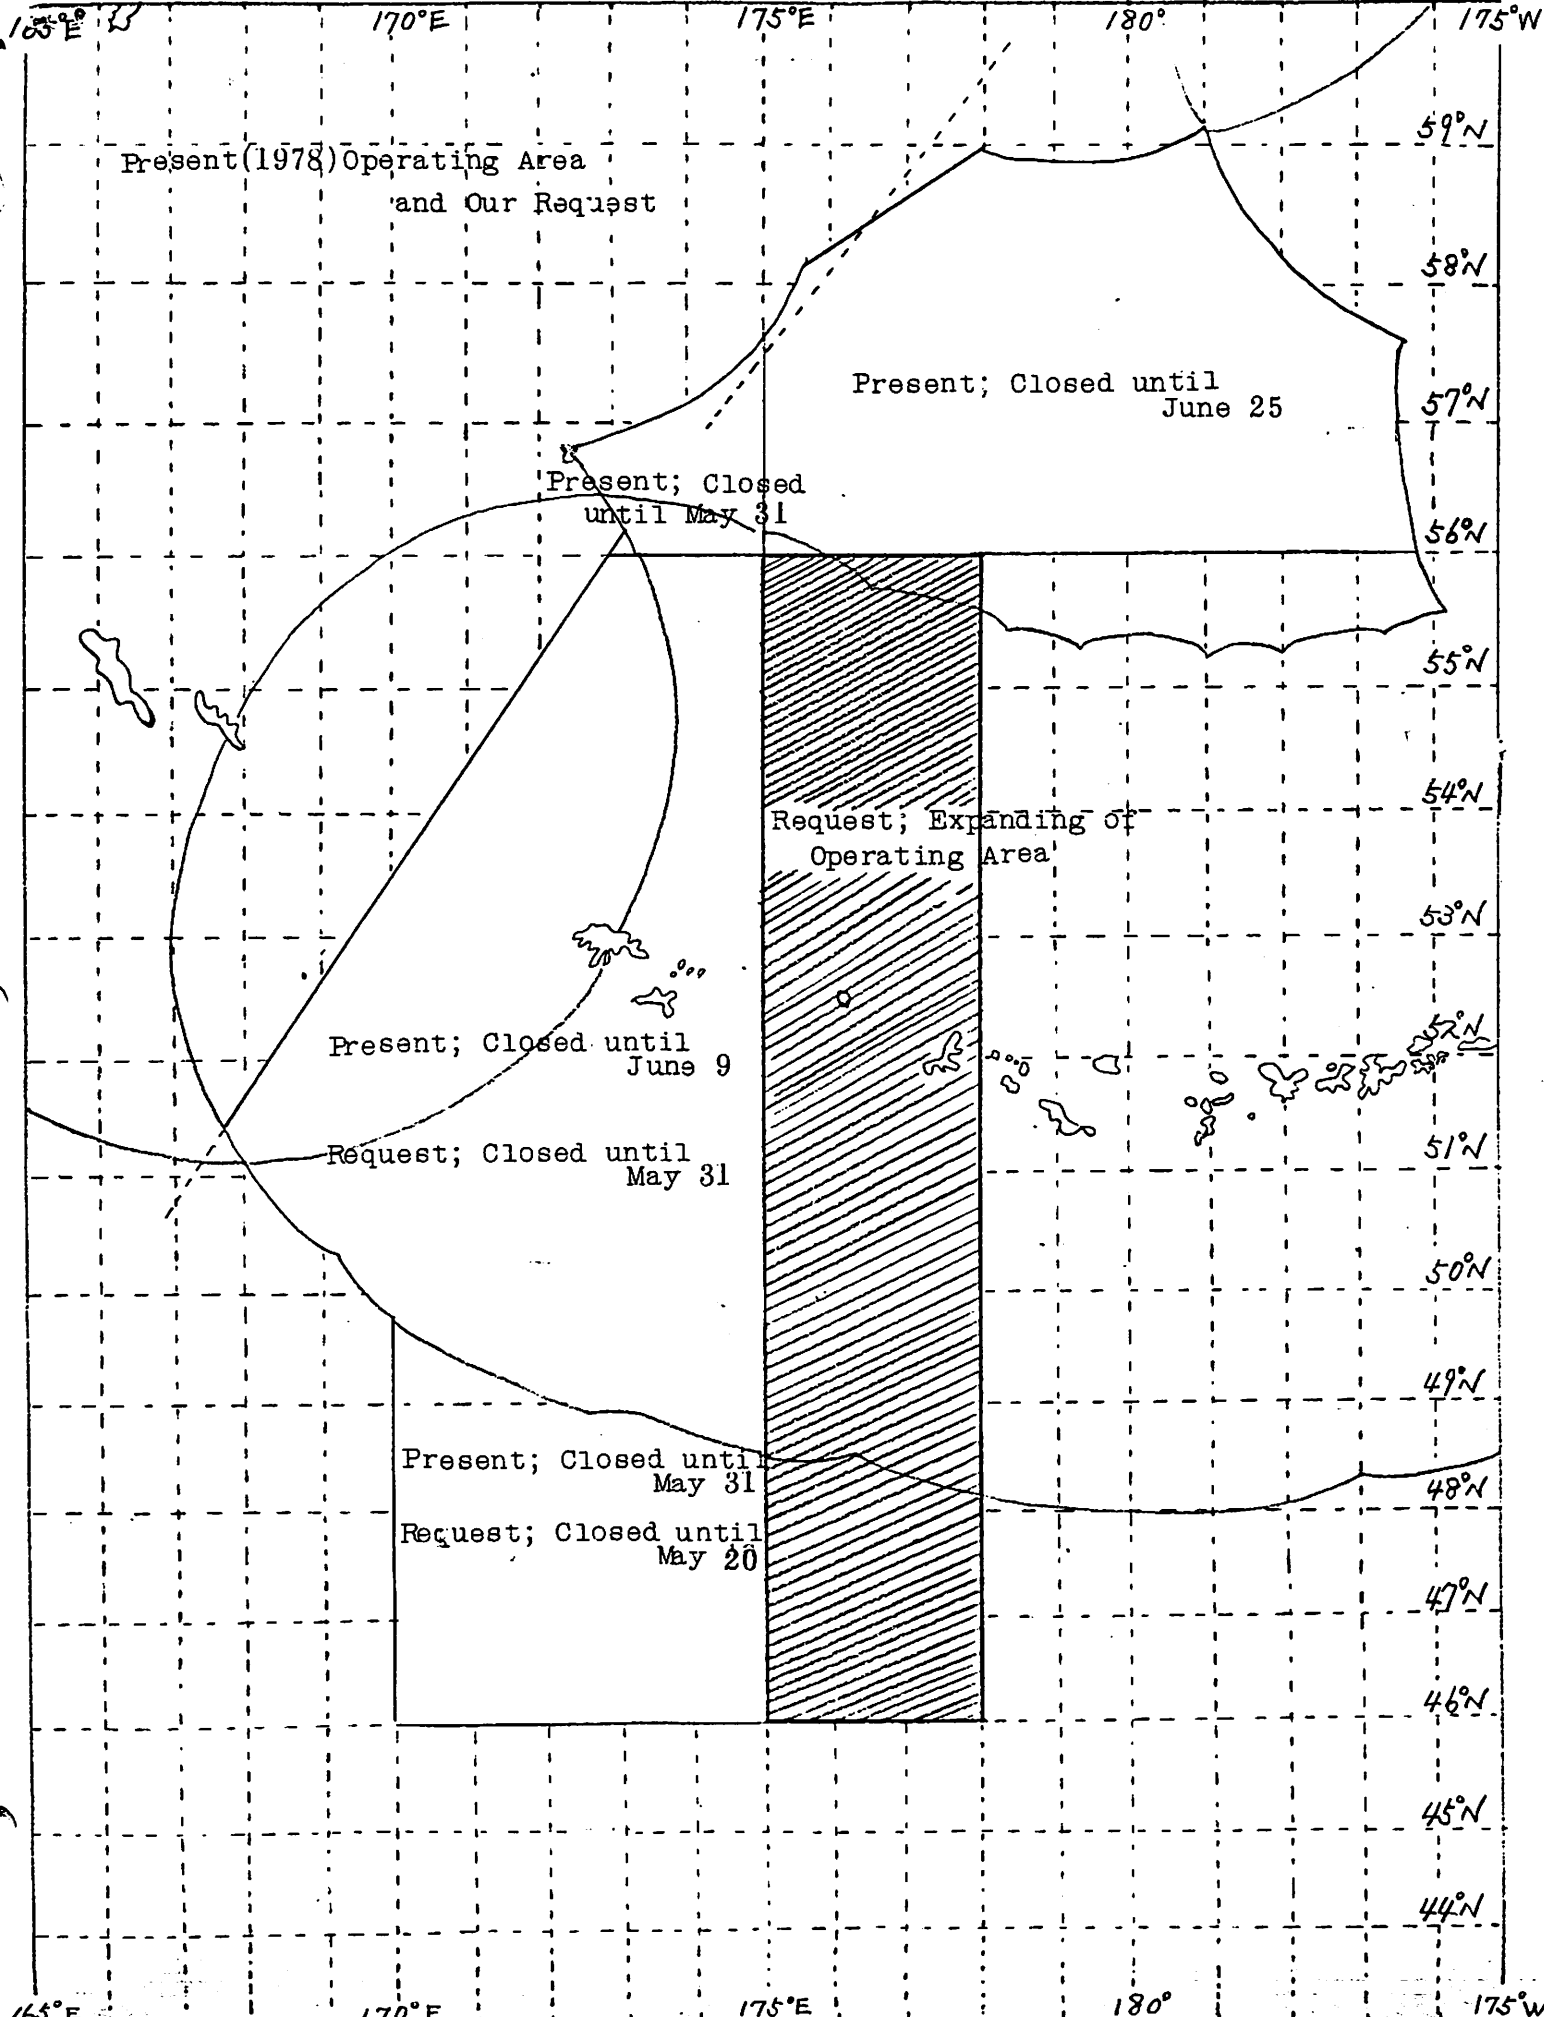 165°E 170°E 175°E 180° 175°W
59°N
Present(1978)Operating Area
and Our Request
58°N
Present; Closed until
June 25
57°N
Present; Closed
until May 31
56°N
55°N
54°N
Request; Expanding of
Operating Area
53°N
52°N
Present; Closed until
June 9
51°N
Request; Closed until
May 31
50°N
49°N
Present; Closed until
May 31
48°N
Request; Closed until
May 20
47°N
46°N
45°N
44°N
165°E 170°E 175°E 180° 175°W